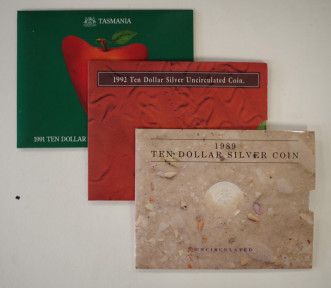 TASMANIA
1991 TEN DOLLAR
1992 Ten Dollar Silver Uncirculated Coin.
1989
TEN DOLLAR SILVER COIN
UNCIRCULATED